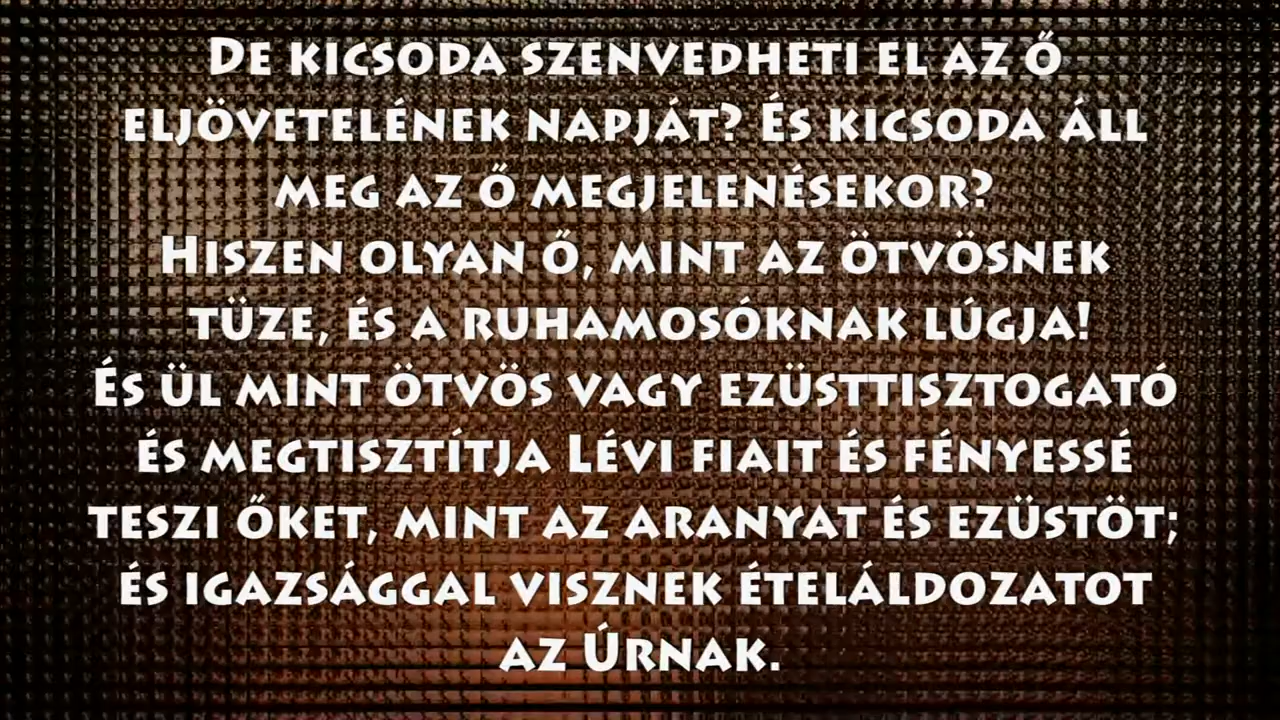 De kicsoda szenvedheti el az ő
eljövetelének napját? És kicsoda áll
meg az ő megjelenésekor?
Hiszen olyan ő, mint az ötvösnek
tüze, és a ruhamosóknak lúgja!
És ül mint ötvös vagy ezüsttisztogató
és megtisztítja Lévi fiait és fényessé
teszi őket, mint az aranyat és ezüstöt;
és igazsággal visznek ételáldozatot
az Úrnak.